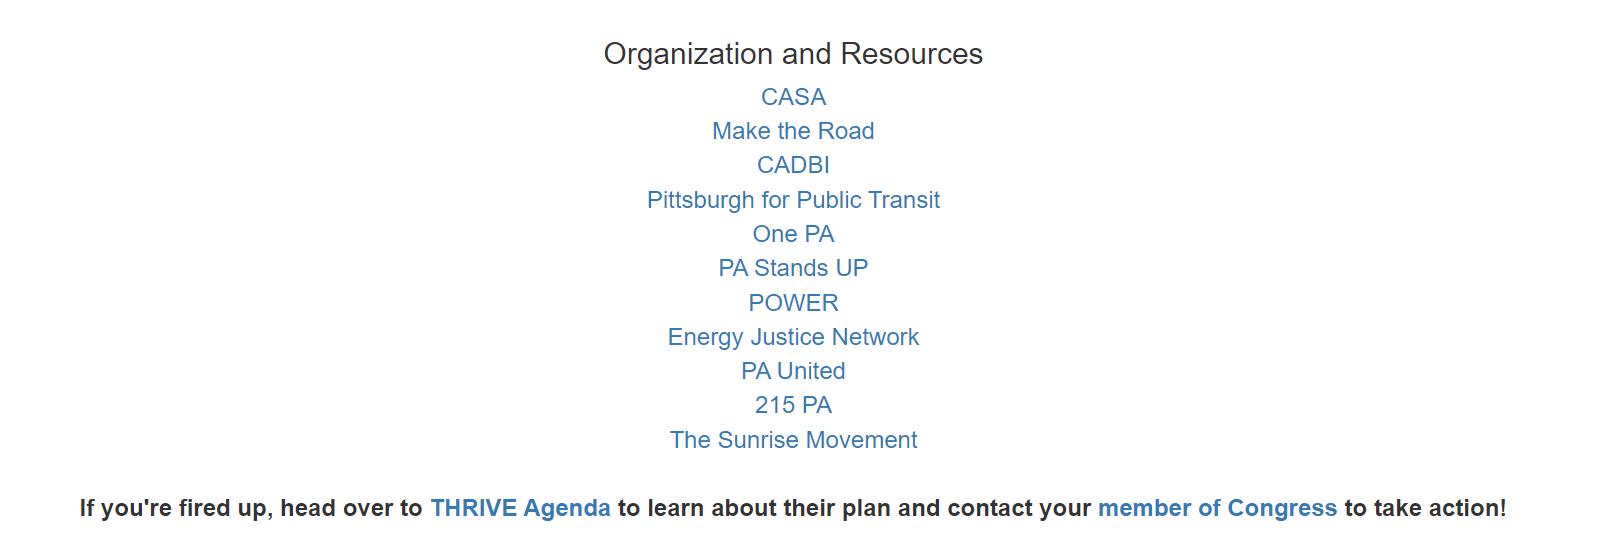 Organization and Resources
CASA
Make the Road
CADBI
Pittsburgh for Public Transit
One PA
PA Stands UP
POWER
Energy Justice Network
PA United
215 PA
The Sunrise Movement
If you're fired up, head over to THRIVE Agenda to learn about their plan and contact your member of Congress to take action!